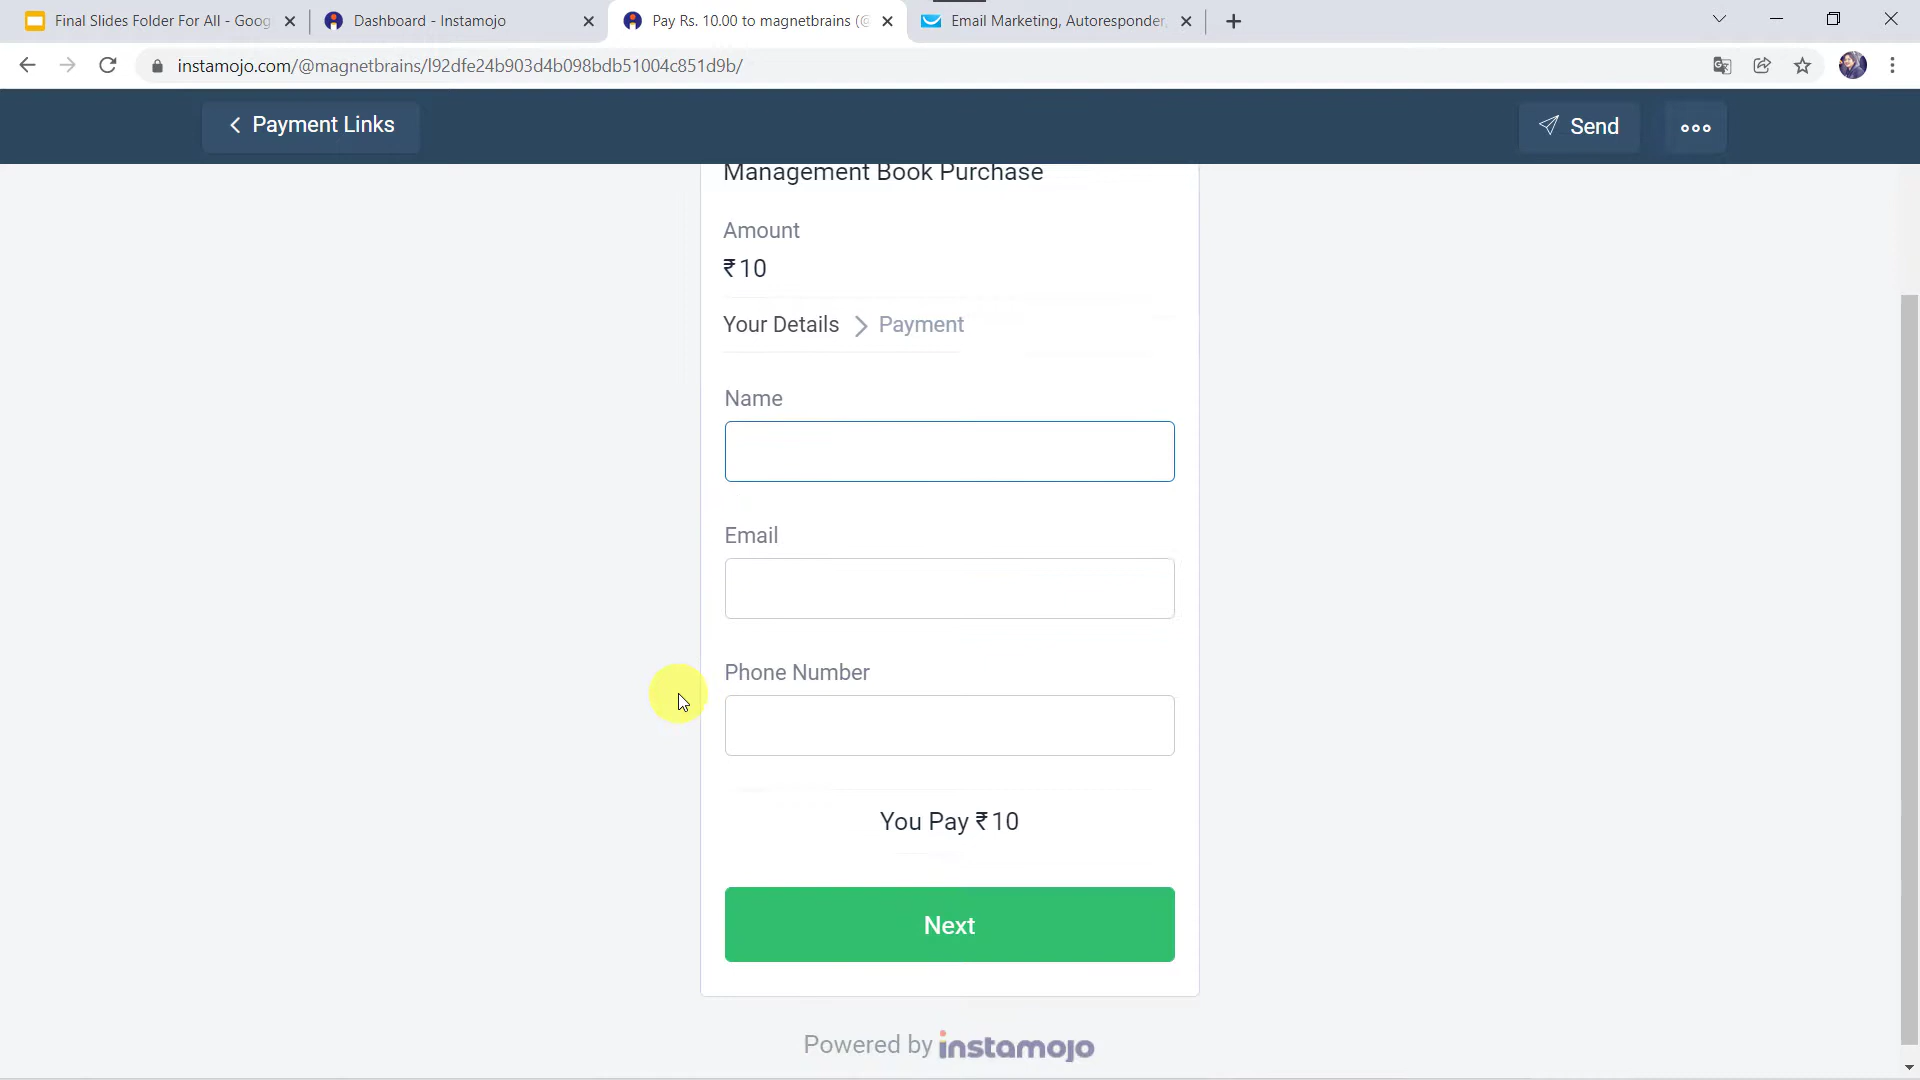 Final Slides Folder For All - Goog
Dashboard - Instamojo
Pay Rs. 10.00 to magnetbrains (@
Email Marketing, Autoresponder,
instamojo.com/@magnetbrains/l92dfe24b903d4b098bdb51004c851d9b/
Payment Links
Send
Management Book Purchase
Amount
₹10
Your Details
Payment
Name
Email
Phone Number
You Pay ₹10
Next
Powered by instamojo